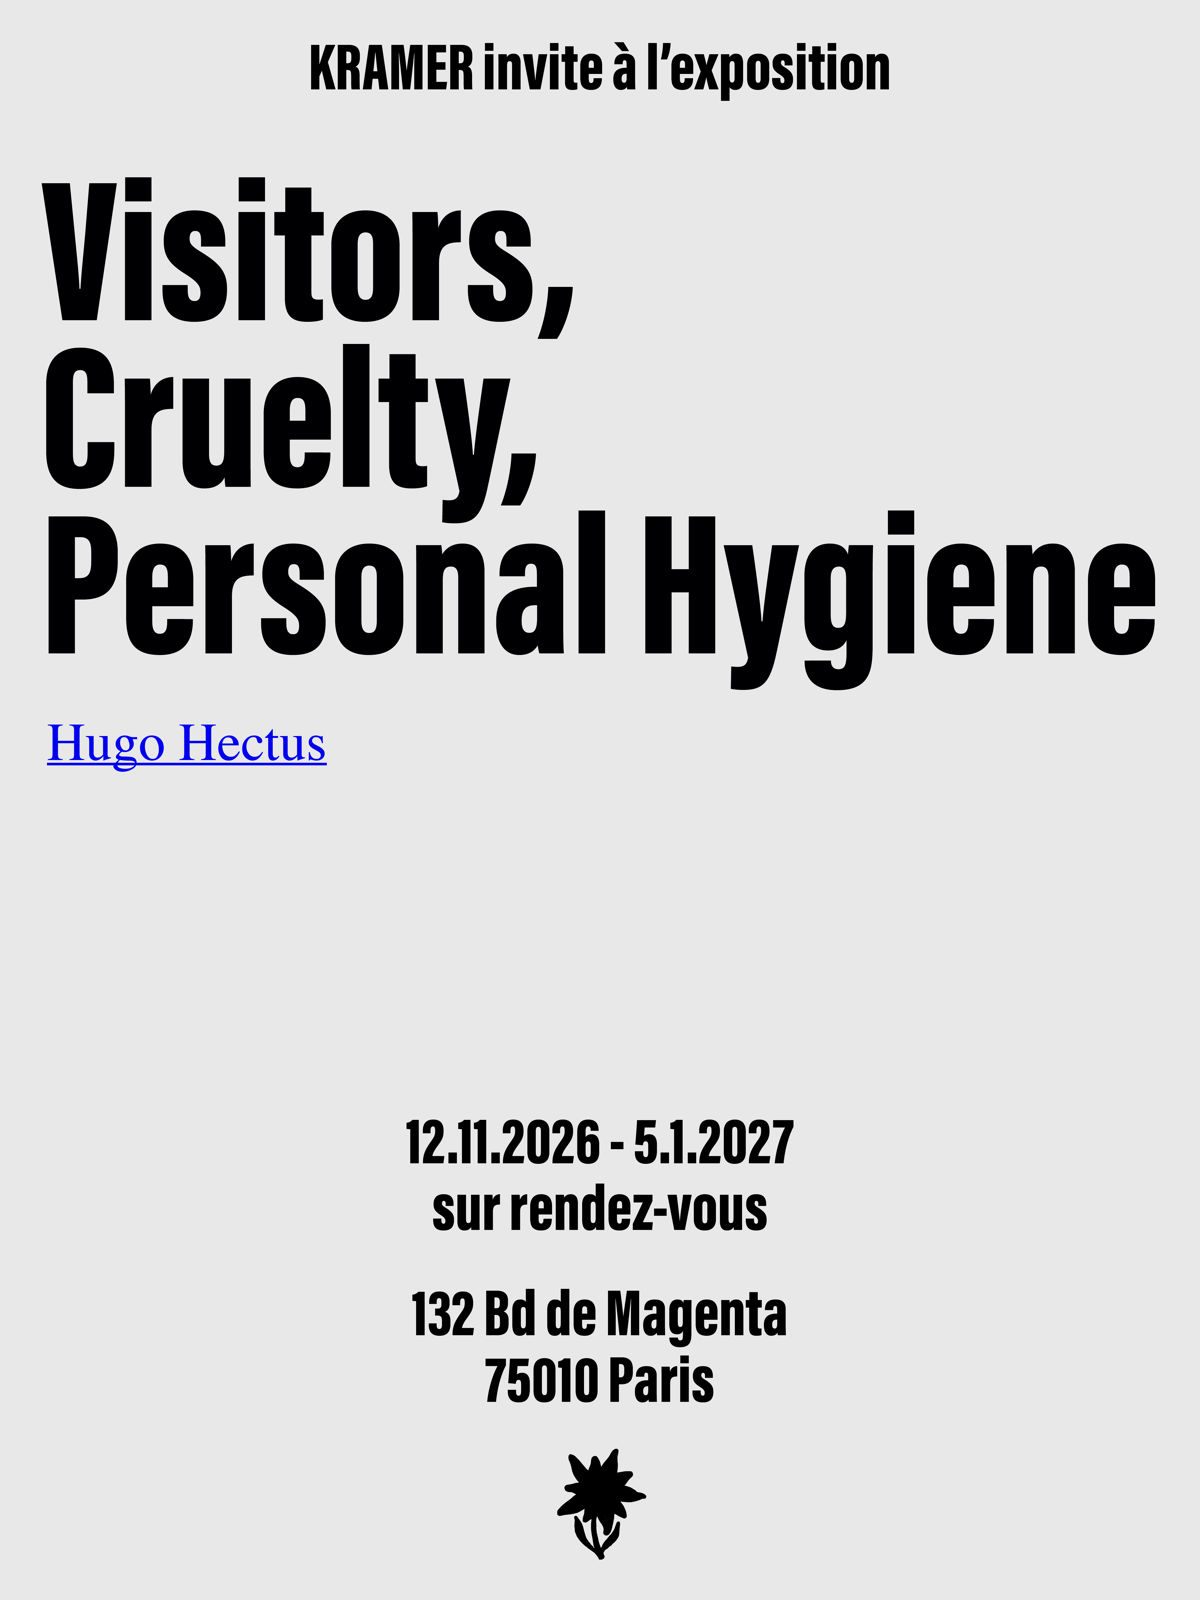 KRAMER invite à l’exposition
Visitors,
Cruelty,
Personal Hygiene
Hugo Hectus
12.11.2026 - 5.1.2027
sur rendez-vous
132 Bd de Magenta
75010 Paris